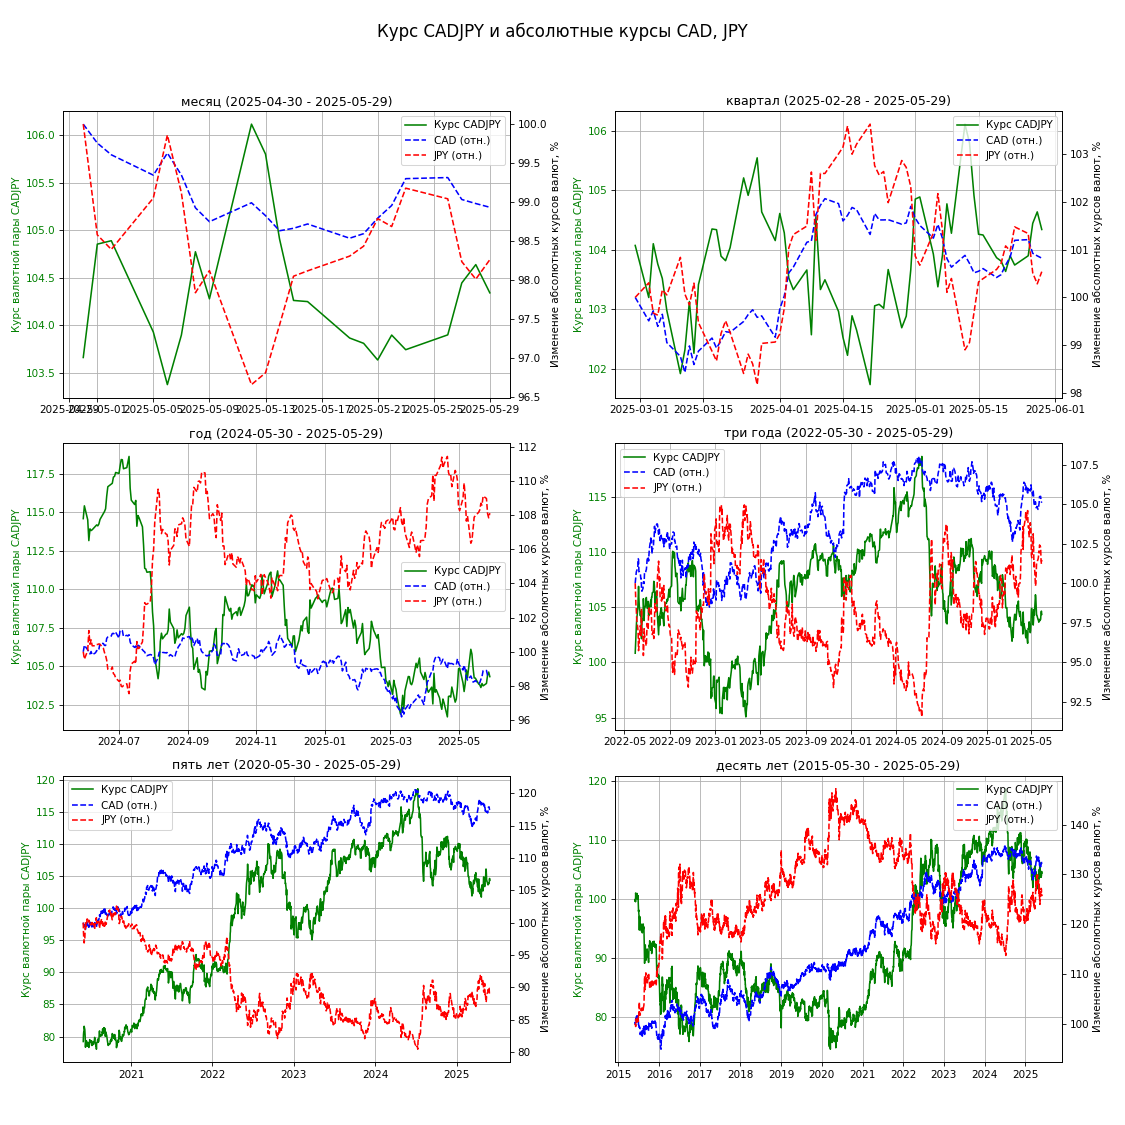 Курс CADJPY и абсолютные курсы CAD, JPY
месяц (2025-04-30 - 2025-05-29)
Курс валютной пары CADJPY
106.0
105.5
105.0
104.5
104.0
103.5
Курс CADJPY
CAD (отн.)
JPY (отн.)
100.0
99.5
99.0
98.5
98.0
97.5
97.0
96.5
Изменение абсолютных курсов валют, %
2025-04-29 2025-05-01 2025-05-05 2025-05-09 2025-05-13 2025-05-17 2025-05-21 2025-05-25 2025-05-29
квартал (2025-02-28 - 2025-05-29)
Курс валютной пары CADJPY
106
105
104
103
102
Курс CADJPY
CAD (отн.)
JPY (отн.)
103
102
101
100
99
98
Изменение абсолютных курсов валют, %
2025-03-01 2025-03-15 2025-04-01 2025-04-15 2025-05-01 2025-05-15 2025-06-01
год (2024-05-30 - 2025-05-29)
Курс валютной пары CADJPY
117.5
115.0
112.5
110.0
107.5
105.0
102.5
Курс CADJPY
CAD (отн.)
JPY (отн.)
112
110
108
106
104
102
100
98
96
Изменение абсолютных курсов валют, %
2024-07 2024-09 2024-11 2025-01 2025-03 2025-05
три года (2022-05-30 - 2025-05-29)
Курс валютной пары CADJPY
115
110
105
100
95
Курс CADJPY
CAD (отн.)
JPY (отн.)
107.5
105.0
102.5
100.0
97.5
95.0
92.5
Изменение абсолютных курсов валют, %
2022-05 2022-09 2023-01 2023-05 2023-09 2024-01 2024-05 2024-09 2025-01 2025-05
пять лет (2020-05-30 - 2025-05-29)
Курс валютной пары CADJPY
120
115
110
105
100
95
90
85
80
Курс CADJPY
CAD (отн.)
JPY (отн.)
120
115
110
105
100
95
90
85
80
Изменение абсолютных курсов валют, %
2021 2022 2023 2024 2025
десять лет (2015-05-30 - 2025-05-29)
Курс валютной пары CADJPY
120
110
100
90
80
Курс CADJPY
CAD (отн.)
JPY (отн.)
140
130
120
110
100
Изменение абсолютных курсов валют, %
2015 2016 2017 2018 2019 2020 2021 2022 2023 2024 2025